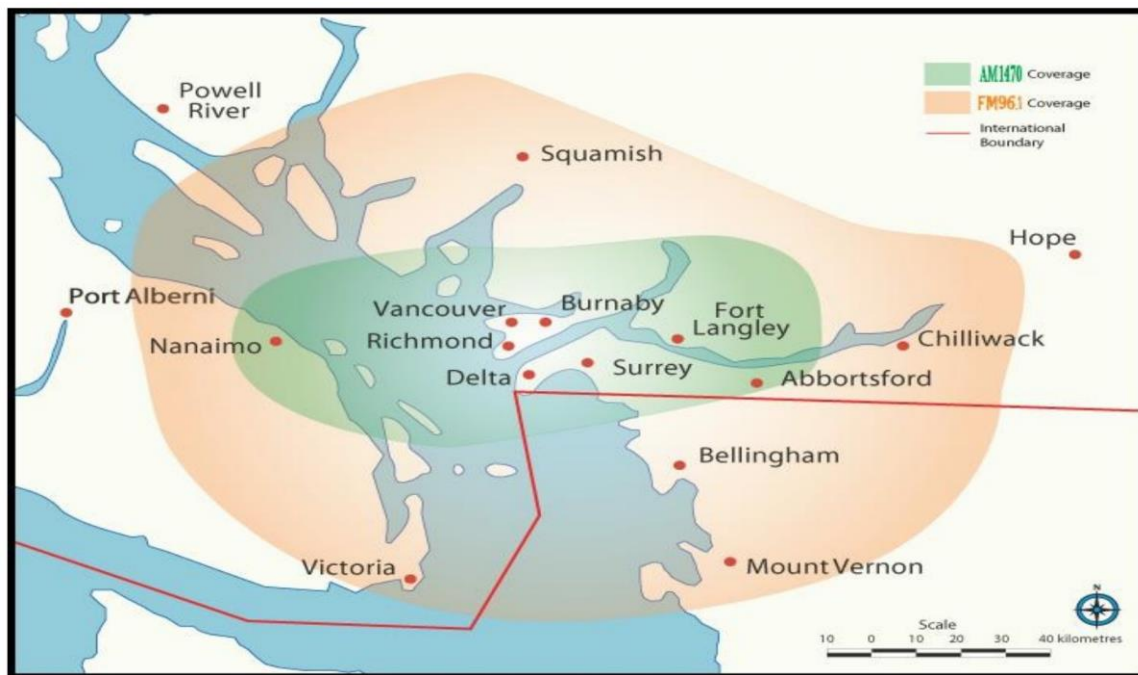 AM1470 Coverage
FM96.1 Coverage
International
Boundary
Powell
River
Squamish
Hope
Port Alberni
Vancouver
Burnaby
Fort
Langley
Nanaimo
Richmond
Chilliwack
Delta
Surrey
Abbortsford
Bellingham
Victoria
Mount Vernon
N
Scale
10 0 10 20 30 40 kilometres